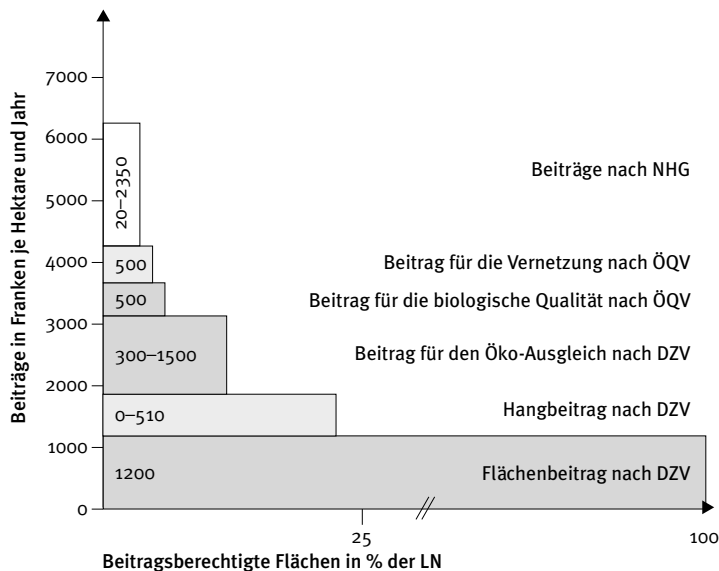 Beiträge in Franken je Hektare und Jahr
7000
6000
5000
4000
3000
2000
1000
0
20–2350 Beiträge nach NHG
500 Beitrag für die Vernetzung nach ÖQV
500 Beitrag für die biologische Qualität nach ÖQV
300–1500 Beitrag für den Öko-Ausgleich nach DZV
0–510 Hangbeitrag nach DZV
1200 Flächenbeitrag nach DZV
25 100
Beitragsberechtigte Flächen in % der LN